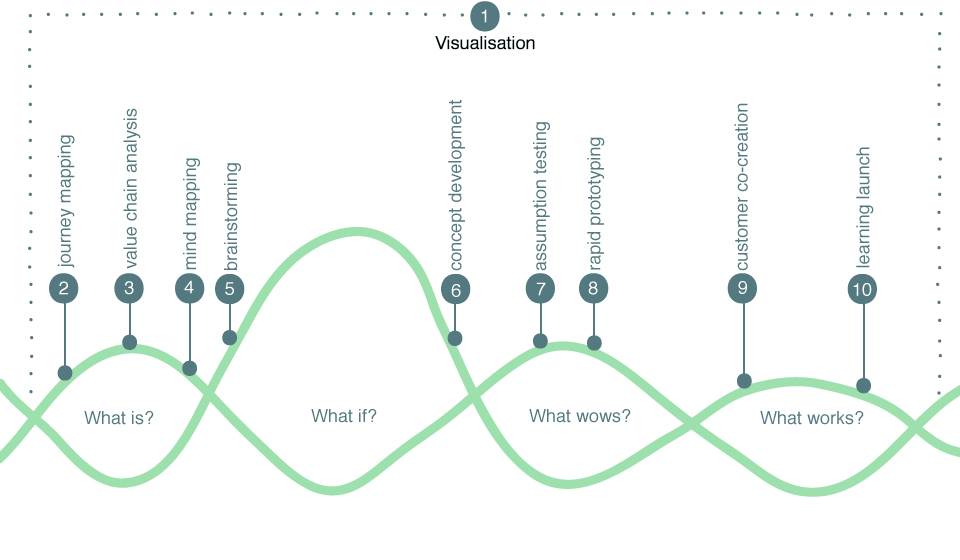 1
Visualisation
journey mapping
2
value chain analysis
3
mind mapping
4
brainstorming
5
concept development
6
assumption testing
7
rapid prototyping
8
customer co-creation
9
learning launch
10
What is?
What if?
What wows?
What works?